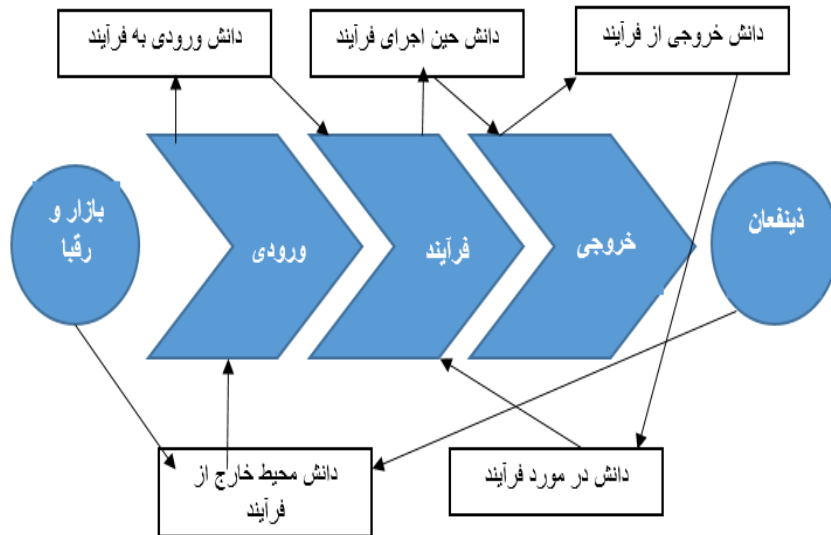 دانش ورودی به فرآیند
دانش حین اجرای فرآیند
دانش خروجی از فرآیند
بازار و
رقبا
ورودی
فرآیند
خروجی
ذینفعان
دانش محیط خارج از
فرآیند
دانش در مورد فرآیند